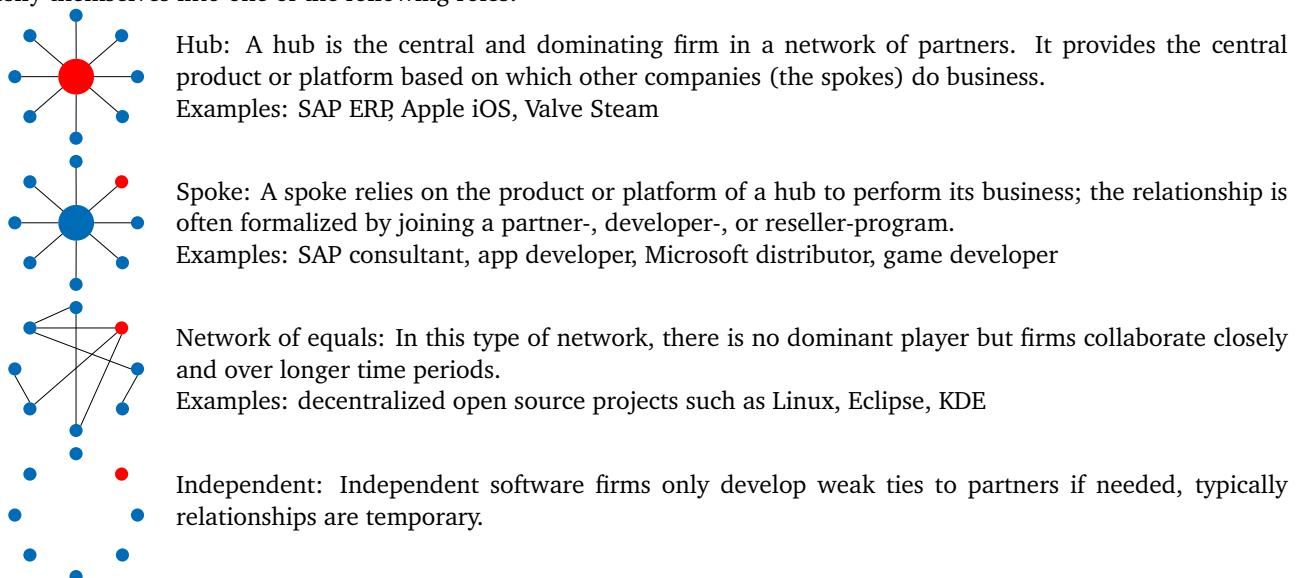 Hub: A hub is the central and dominating firm in a network of partners. It provides the central
product or platform based on which other companies (the spokes) do business.
Examples: SAP ERP, Apple iOS, Valve Steam
Spoke: A spoke relies on the product or platform of a hub to perform its business; the relationship is
often formalized by joining a partner-, developer-, or reseller-program.
Examples: SAP consultant, app developer, Microsoft distributor, game developer
Network of equals: In this type of network, there is no dominant player but firms collaborate closely
and over longer time periods.
Examples: decentralized open source projects such as Linux, Eclipse, KDE
Independent: Independent software firms only develop weak ties to partners if needed, typically
relationships are temporary.